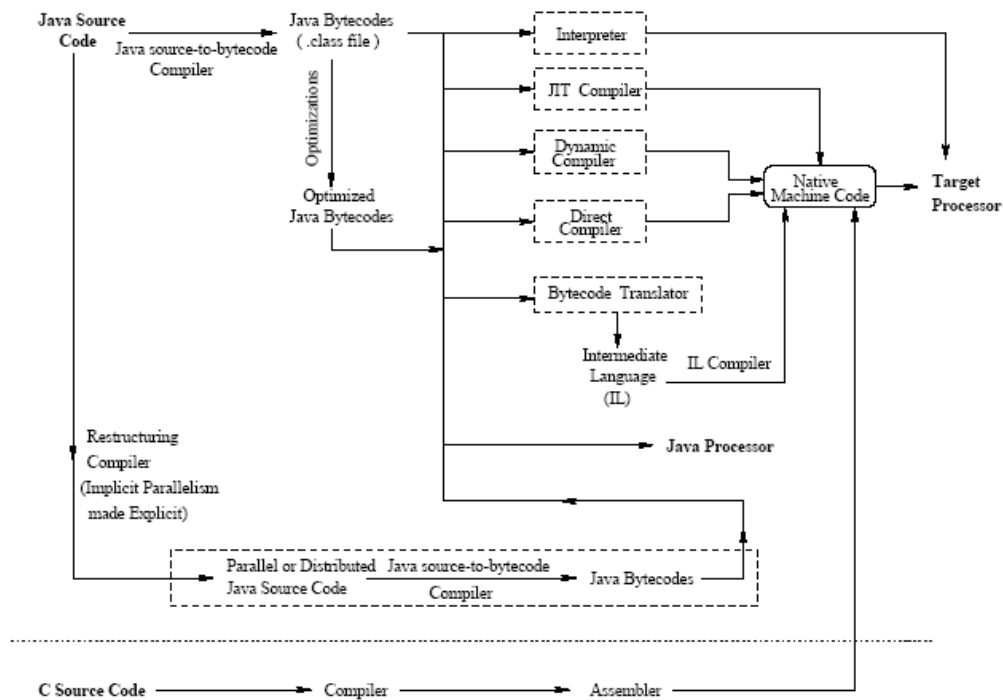 Java Source
Code
Java source-to-bytecode
Compiler
Java Bytecodes
( .class file )
Optimizations
Optimized
Java Bytecodes
Interpreter
JIT Compiler
Dynamic
Compiler
Direct
Compiler
Native
Machine Code
Target
Processor
Bytecode Translator
Intermediate
Language
(IL)
IL Compiler
Java Processor
Restructuring
Compiler
(Implicit Parallelism
made Explicit)
Parallel or Distributed
Java Source Code
Java source-to-bytecode
Compiler
Java Bytecodes
C Source Code
Compiler
Assembler